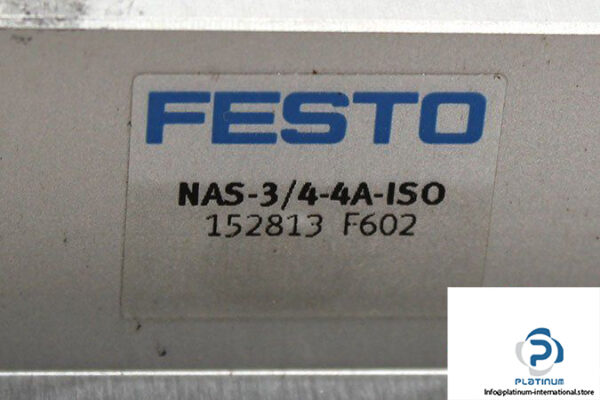 FESTO
NAS-3/4-4A-ISO
152813 F602
PLATINUM
Info@platinum-international.store